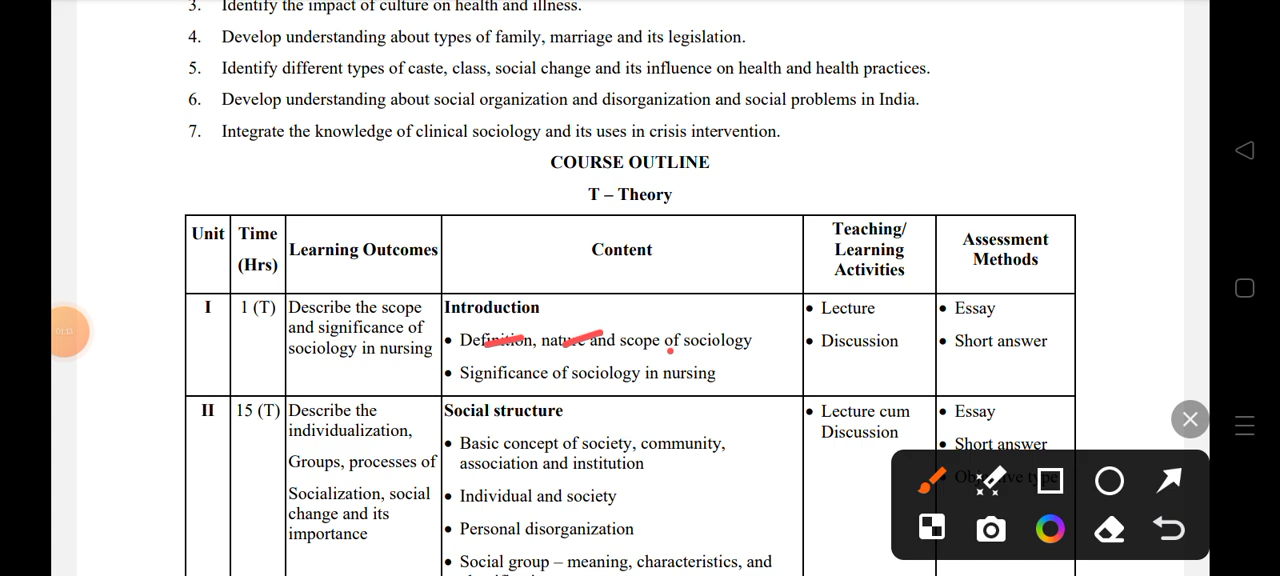 3. Identify the impact of culture on health and illness.
4. Develop understanding about types of family, marriage and its legislation.
5. Identify different types of caste, class, social change and its influence on health and health practices.
6. Develop understanding about social organization and disorganization and social problems in India.
7. Integrate the knowledge of clinical sociology and its uses in crisis intervention.
COURSE OUTLINE
T – Theory
Unit
Time
(Hrs)
Learning Outcomes
Content
Teaching/
Learning
Activities
Assessment
Methods
I
1 (T)
Describe the scope
and significance of
sociology in nursing
Introduction
• Definition, nature and scope of sociology
• Significance of sociology in nursing
• Lecture
• Discussion
• Essay
• Short answer
II
15 (T)
Describe the
individualization,
Groups, processes of
Socialization, social
change and its
importance
Social structure
• Basic concept of society, community,
association and institution
• Individual and society
• Personal disorganization
• Social group – meaning, characteristics, and
• Lecture cum
Discussion
• Essay
• Short answer